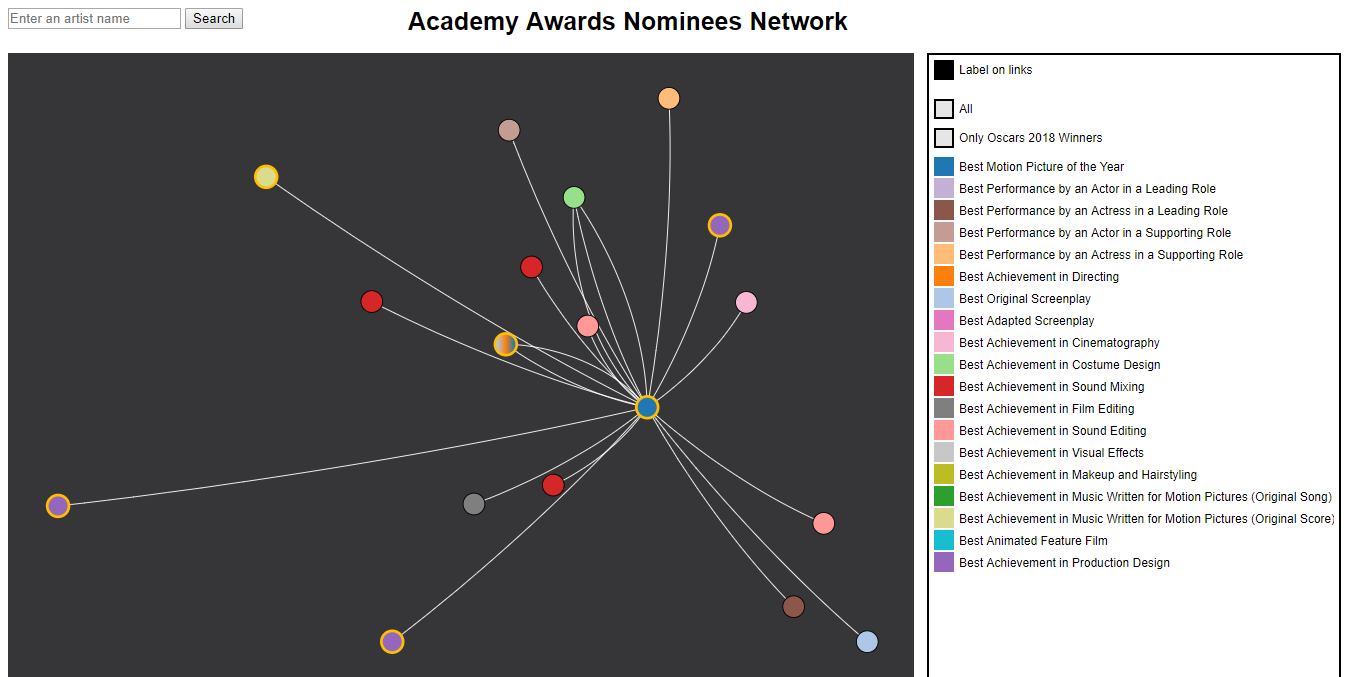 Enter an artist name
Search
Academy Awards Nominees Network
Label on links
All
Only Oscars 2018 Winners
Best Motion Picture of the Year
Best Performance by an Actor in a Leading Role
Best Performance by an Actress in a Leading Role
Best Performance by an Actor in a Supporting Role
Best Performance by an Actress in a Supporting Role
Best Achievement in Directing
Best Original Screenplay
Best Adapted Screenplay
Best Achievement in Cinematography
Best Achievement in Costume Design
Best Achievement in Sound Mixing
Best Achievement in Film Editing
Best Achievement in Sound Editing
Best Achievement in Visual Effects
Best Achievement in Makeup and Hairstyling
Best Achievement in Music Written for Motion Pictures (Original Song)
Best Achievement in Music Written for Motion Pictures (Original Score)
Best Animated Feature Film
Best Achievement in Production Design